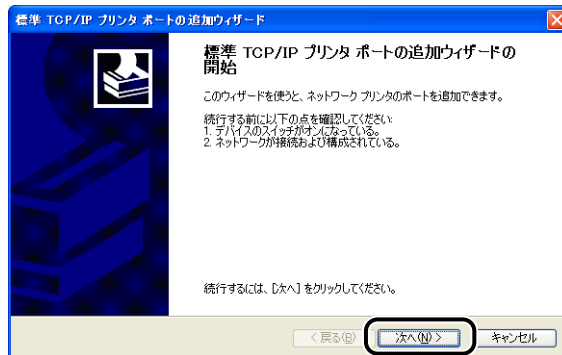 標準 TCP/IP プリンタ ポートの追加ウィザード
標準 TCP/IP プリンタ ポートの追加ウィザードの
開始
このウィザードを使うと、ネットワーク プリンタのポートを追加できます。
続行する前に以下の点を確認してください:
1. デバイスのスイッチがオンになっている。
2. ネットワークが接続および構成されている。
続行するには、[次へ] をクリックしてください。
< 戻る(B)
次へ(N) >
キャンセル